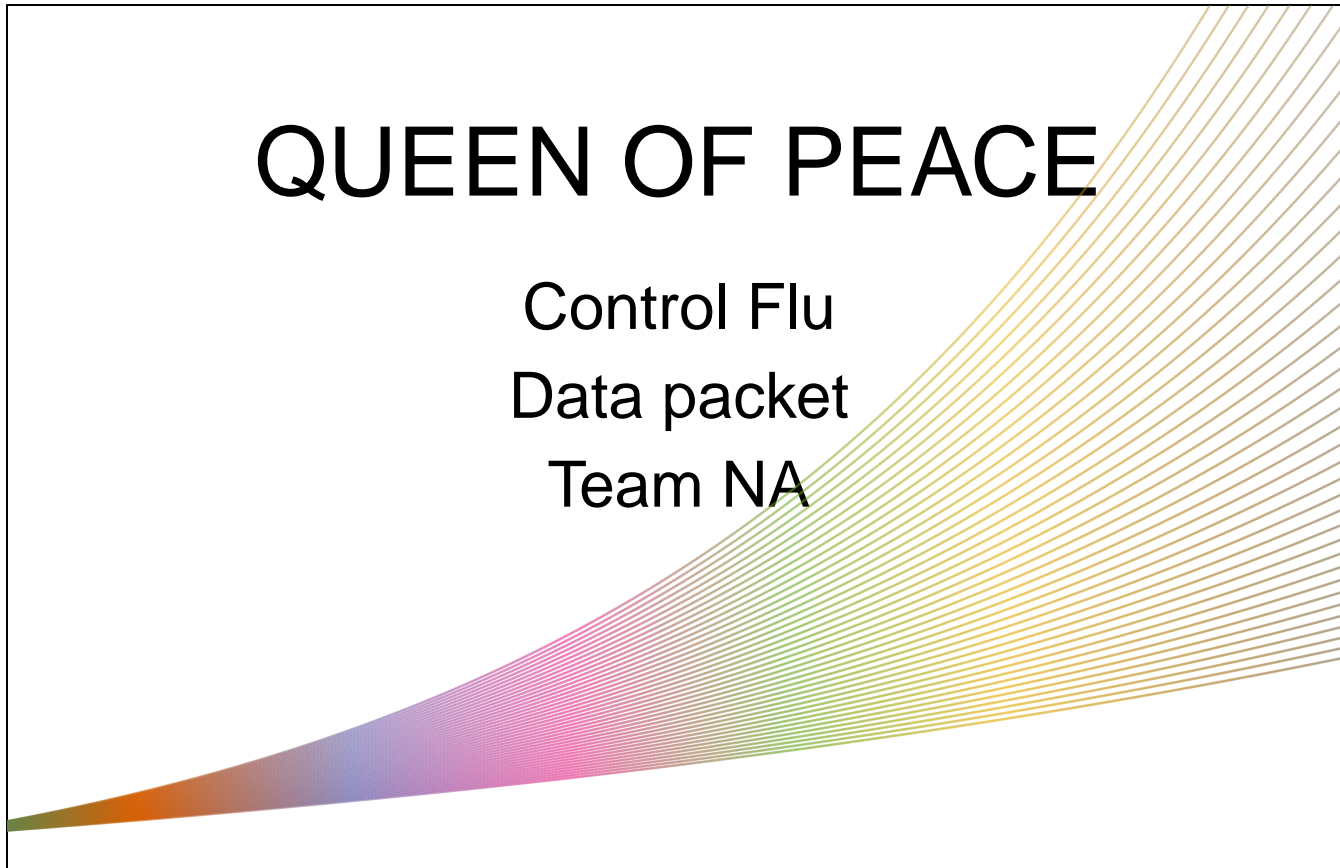 QUEEN OF PEACE
Control Flu
Data packet
Team NA